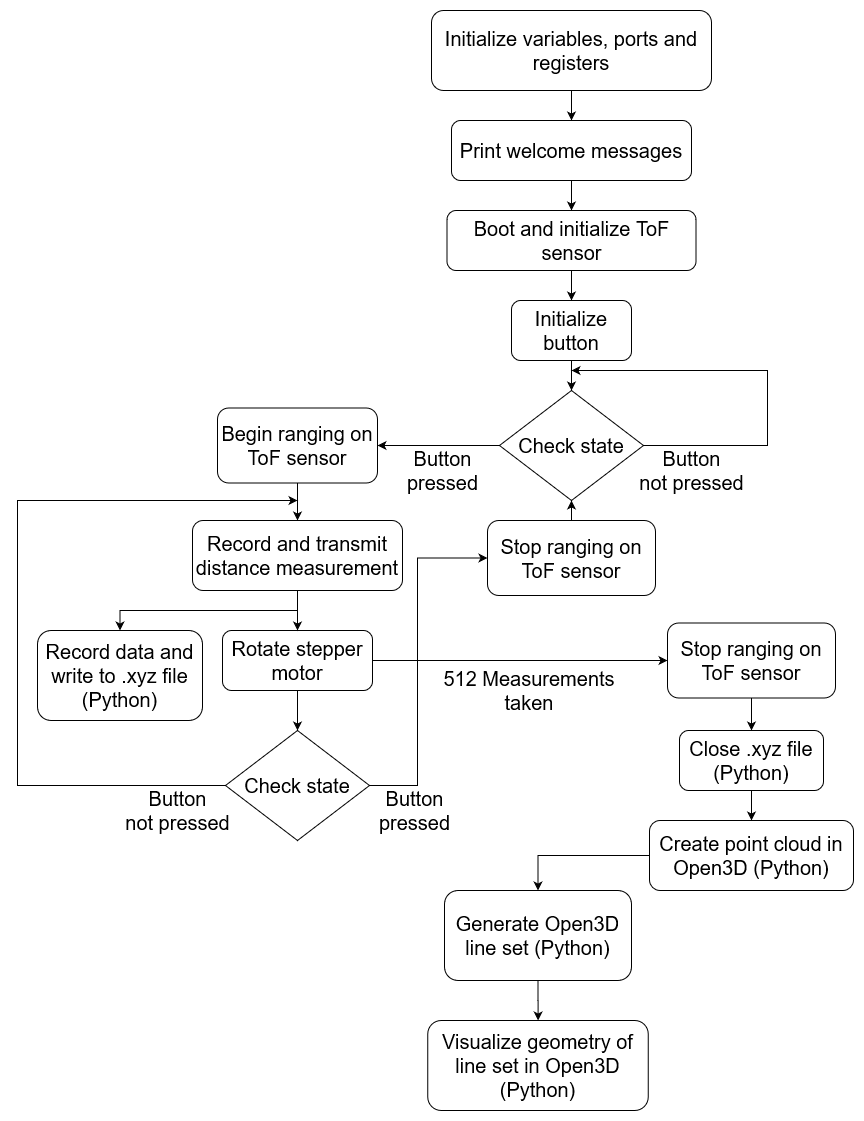 Initialize variables, ports and
registers
Print welcome messages
Boot and initialize ToF
sensor
Initialize
button
Check state
Button
pressed
Button
not pressed
Begin ranging on
ToF sensor
Record and transmit
distance measurement
Stop ranging on
ToF sensor
Record data and
write to .xyz file
(Python)
Rotate stepper
motor
512 Measurements
taken
Stop ranging on
ToF sensor
Check state
Button
not pressed
Button
pressed
Close .xyz file
(Python)
Create point cloud in
Open3D (Python)
Generate Open3D
line set (Python)
Visualize geometry of
line set in Open3D
(Python)